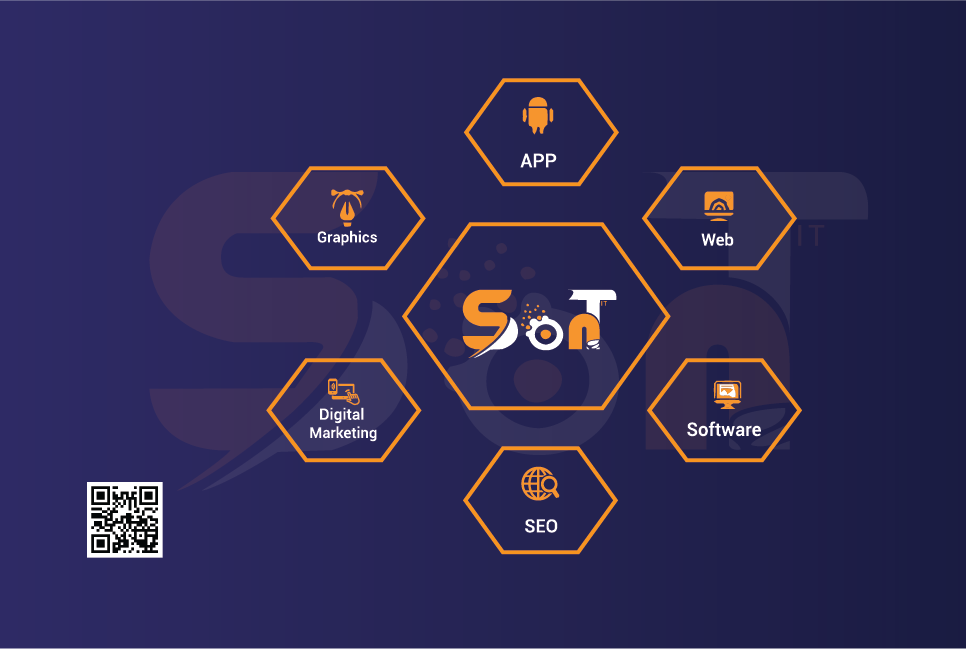 APP
Graphics
Web
SonT
IT
Digital
Marketing
Software
SEO